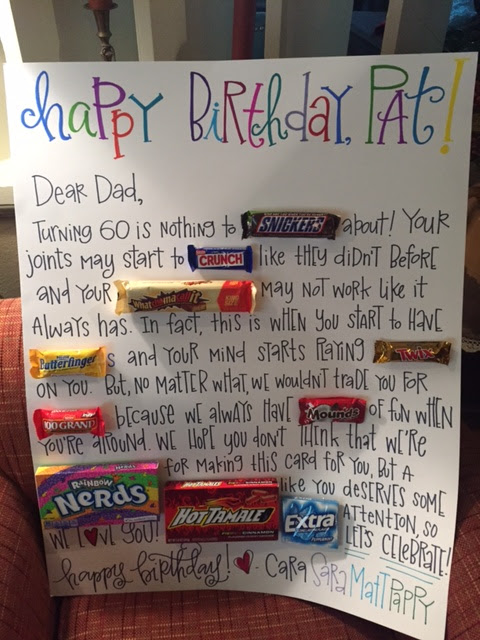 Happy Birthday, Pat!
Dear Dad,
Turning 60 is nothing to SNICKERS about! Your
joints may start to CRUNCH like they didn't before
and your Whatchamacallit may not work like it
always has. In fact, this is when you start to have
Butterfinger s and your mind starts playing TWIX
on you. But, no matter what, we wouldn't trade you for
100 GRAND because we always have Mounds of fun when
you're around. We hope you don't think that we're
RAINBOW Nerds for making this card for you, but a
HOT TAMALE like you deserves some
Extra attention, so
We love you! Let's celebrate!
happy birthday! Cara Sara Matt Pappy